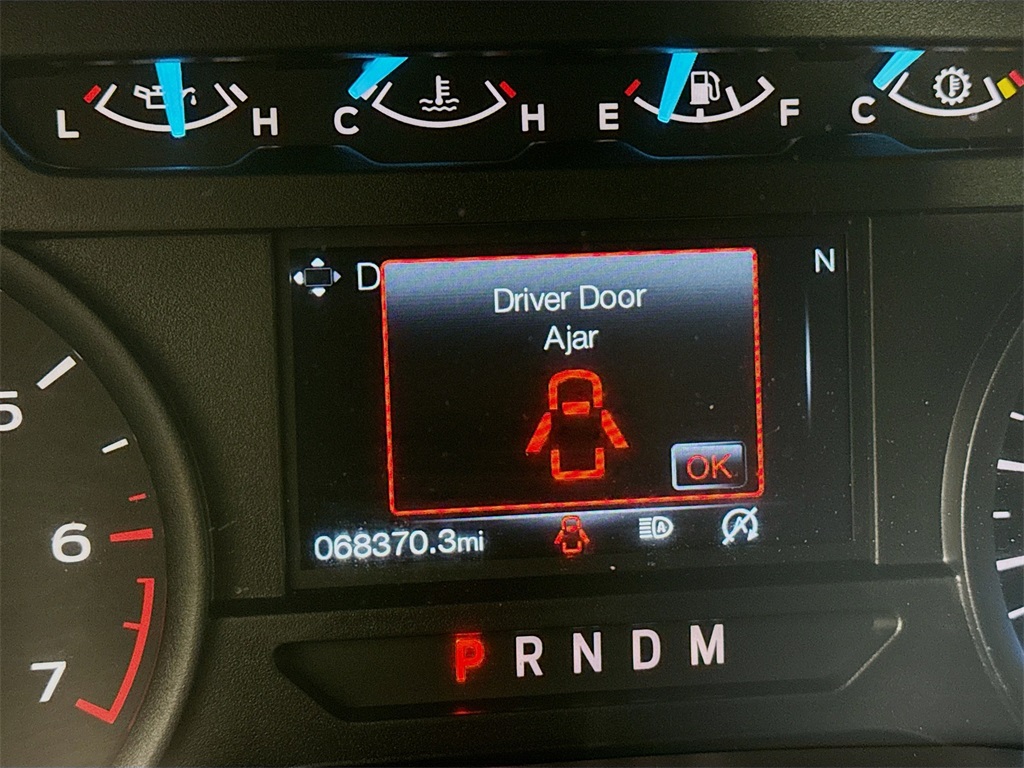 L H C H E F C
D
N
Driver Door
Ajar
OK
068370.3mi
A
A
5
6
7
P R N D M